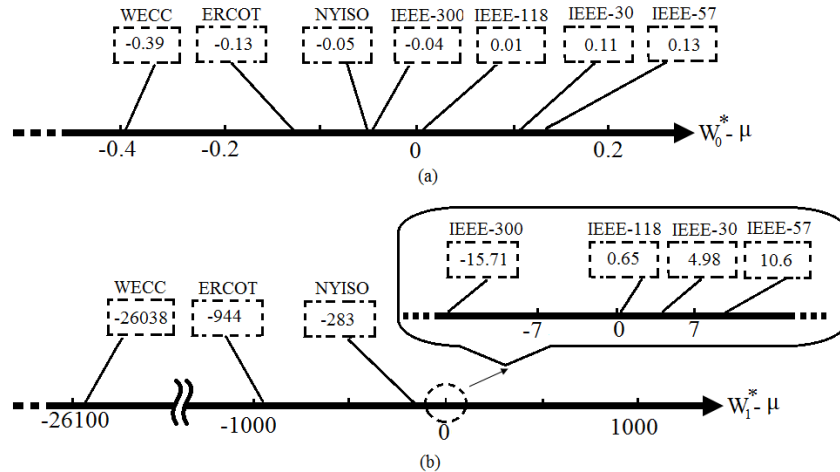 WECC ERCOT NYISO IEEE-300 IEEE-118 IEEE-30 IEEE-57
-0.39 -0.13 -0.05 -0.04 0.01 0.11 0.13
-0.4 -0.2 0 0.2 W₀* - μ
(a)
IEEE-300 IEEE-118 IEEE-30 IEEE-57
-15.71 0.65 4.98 10.6
-7 0 7
WECC ERCOT NYISO
-26038 -944 -283
-26100 -1000 0 1000 W₁* - μ
(b)